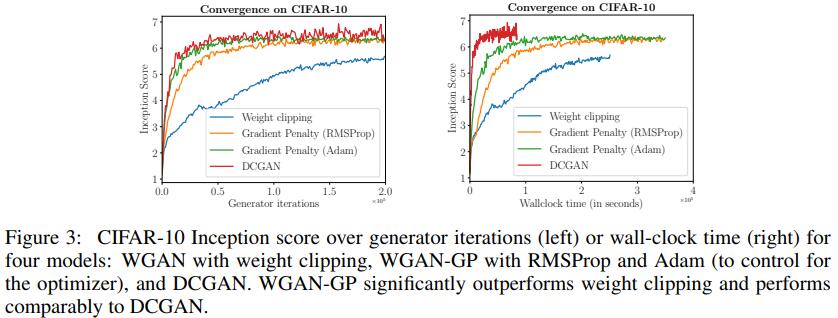 Convergence on CIFAR-10
7
6
5
4
3
2
1
Inception Score
Weight clipping
Gradient Penalty (RMSProp)
Gradient Penalty (Adam)
DCGAN
0.0 0.5 1.0 1.5 2.0
Generator iterations
×10⁵
Convergence on CIFAR-10
7
6
5
4
3
2
1
Inception Score
Weight clipping
Gradient Penalty (RMSProp)
Gradient Penalty (Adam)
DCGAN
0 1 2 3 4
Wallclock time (in seconds)
Figure 3: CIFAR-10 Inception score over generator iterations (left) or wall-clock time (right) for
four models: WGAN with weight clipping, WGAN-GP with RMSProp and Adam (to control for
the optimizer), and DCGAN. WGAN-GP significantly outperforms weight clipping and performs
comparably to DCGAN.